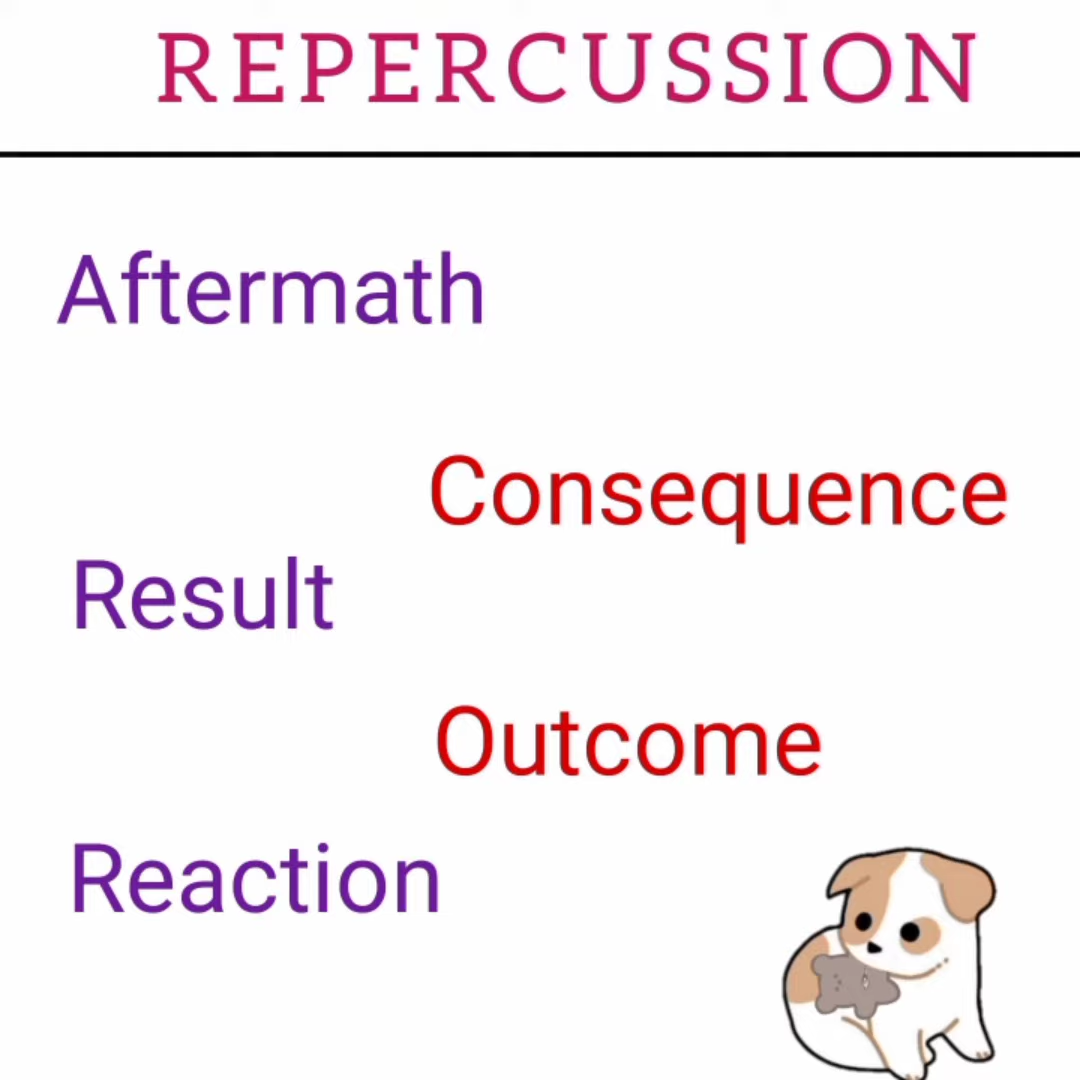 REPERCUSSION
Aftermath
Consequence
Result
Outcome
Reaction